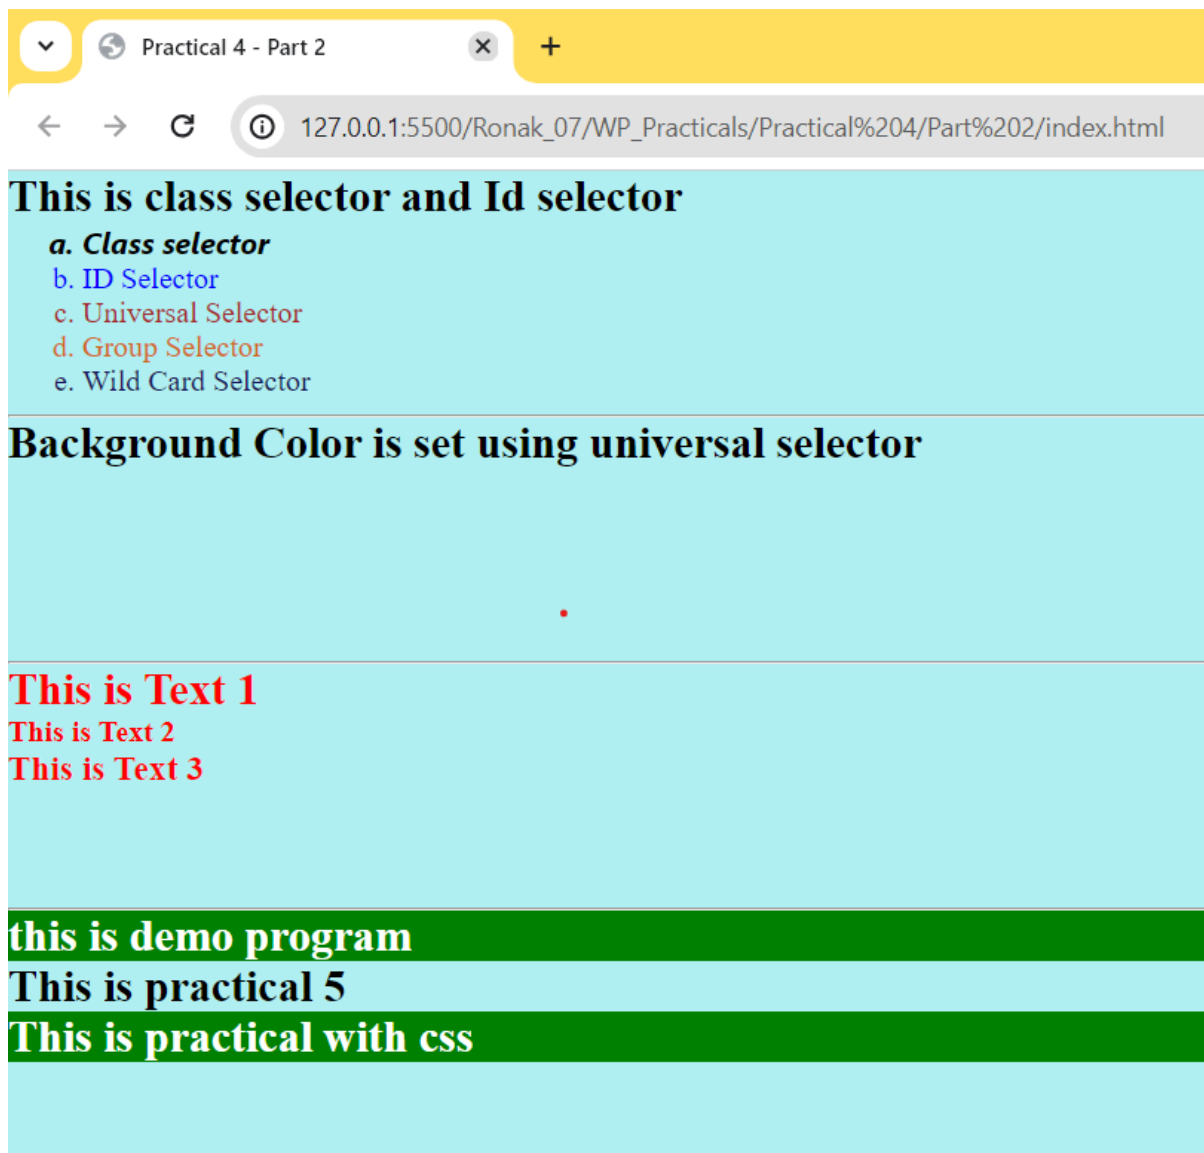 Practical 4 - Part 2
127.0.0.1:5500/Ronak_07/WP_Practicals/Practical%204/Part%202/index.html
This is class selector and Id selector
a. Class selector
b. ID Selector
c. Universal Selector
d. Group Selector
e. Wild Card Selector
Background Color is set using universal selector
This is Text 1
This is Text 2
This is Text 3
this is demo program
This is practical 5
This is practical with css